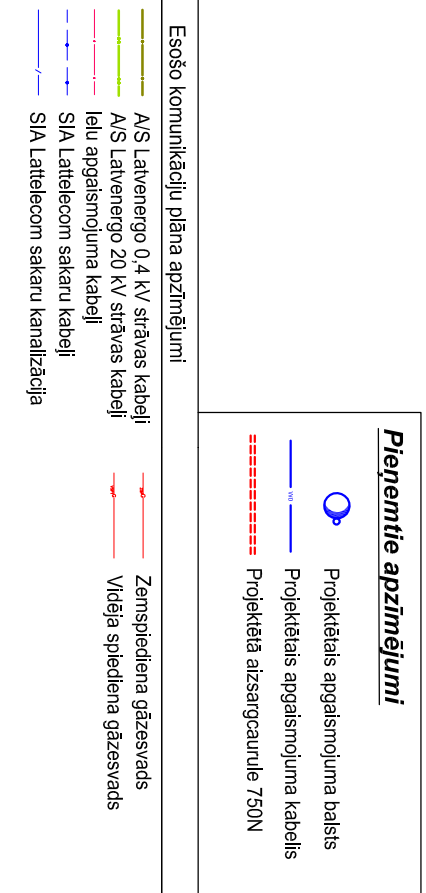 Pieņemtie apzīmējumi
Projektētais apgaismojuma balsts
Projektētais apgaismojuma kabelis
Projektētā aizsargcaurule 750N
Esošo komunikāciju plāna apzīmējumi
A/S Latvenergo 0,4 kV strāvas kabeļi
A/S Latvenergo 20 kV strāvas kabeļi
Ielu apgaismojuma kabeļi
SIA Lattelecom sakaru kabeļi
SIA Lattelecom sakaru kanalizācija
Zemspiediena gāzesvads
Vidēja spiediena gāzesvads